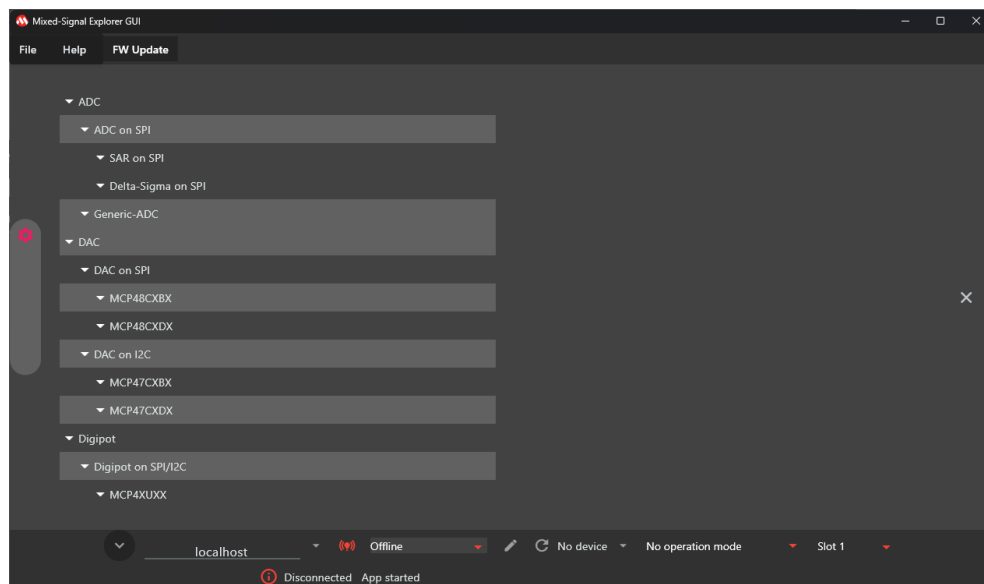 Mixed-Signal Explorer GUI
File Help FW Update
ADC
ADC on SPI
SAR on SPI
Delta-Sigma on SPI
Generic-ADC
DAC
DAC on SPI
MCP48CXBX
MCP48CXDX
DAC on I2C
MCP47CXBX
MCP47CXDX
Digipot
Digipot on SPI/I2C
MCP4XUXX
localhost Offline No device No operation mode Slot 1
Disconnected App started